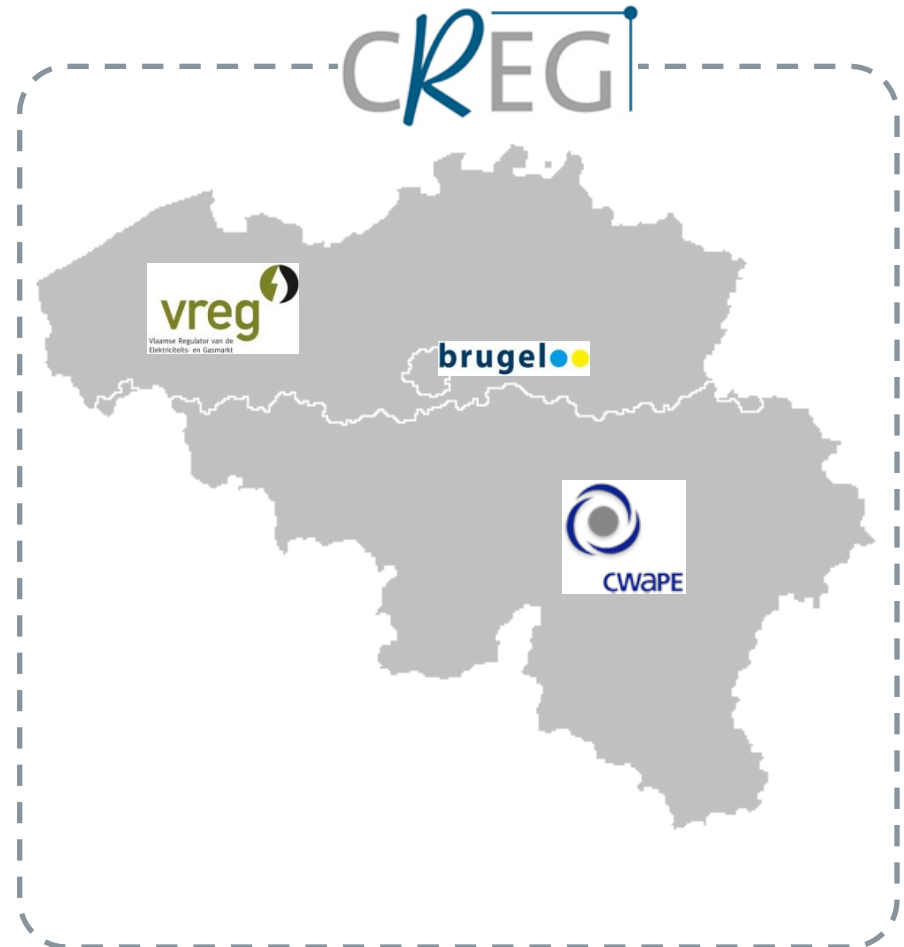 CREG
vreg
Vlaamse Regulator van de
Elektriciteits- en Gasmarkt
brugel
CWaPE